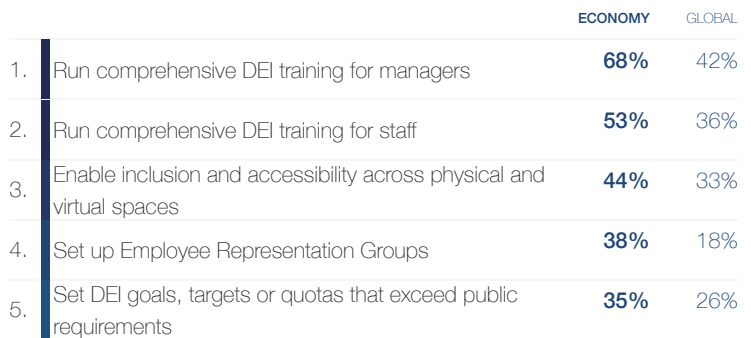 ECONOMY GLOBAL
1. Run comprehensive DEI training for managers 68% 42%
2. Run comprehensive DEI training for staff 53% 36%
3. Enable inclusion and accessibility across physical and 44% 33%
virtual spaces
4. Set up Employee Representation Groups 38% 18%
5. Set DEI goals, targets or quotas that exceed public 35% 26%
requirements